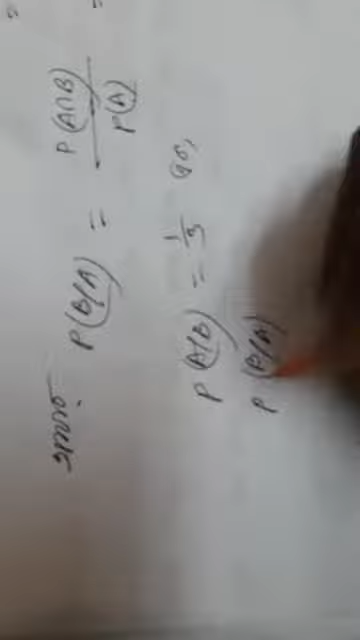 P(B/A) = P(A∩B) / P(A)
P(A/B) = 1/3
P(B/A)